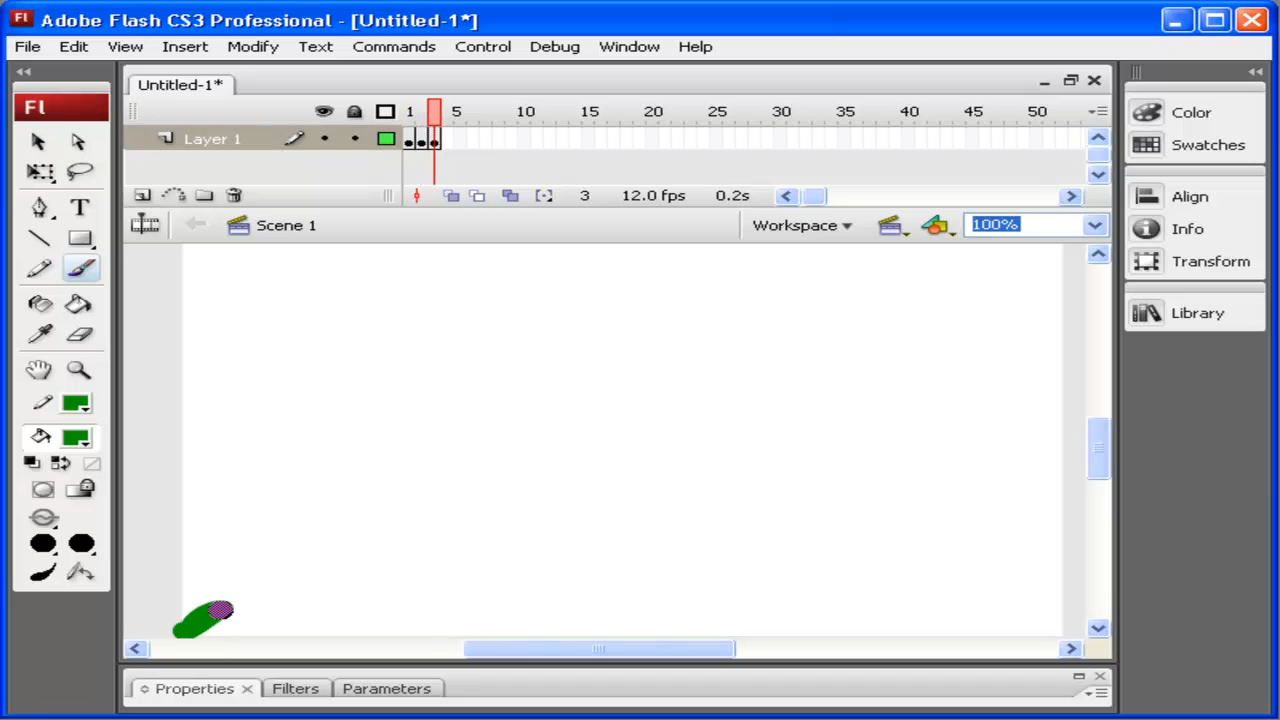 Fl Adobe Flash CS3 Professional - [Untitled-1*]
File Edit View Insert Modify Text Commands Control Debug Window Help
Untitled-1*
Fl
1 5 10 15 20 25 30 35 40 45 50
Layer 1
3 12.0 fps 0.2s
Scene 1 Workspace 100%
Color
Swatches
Align
Info
Transform
Library
T
Properties Filters Parameters